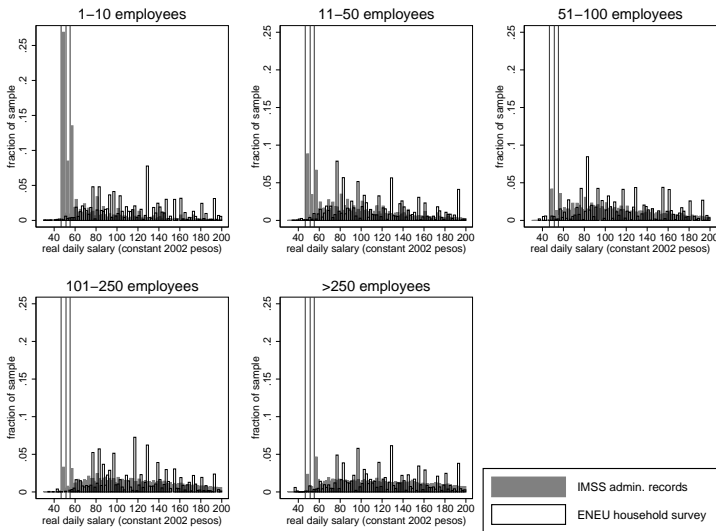 1−10 employees
11−50 employees
51−100 employees
fraction of sample
0 .05 .1 .15 .2 .25
40 60 80 100 120 140 160 180 200
real daily salary (constant 2002 pesos)
fraction of sample
0 .05 .1 .15 .2 .25
40 60 80 100 120 140 160 180 200
real daily salary (constant 2002 pesos)
fraction of sample
0 .05 .1 .15 .2 .25
40 60 80 100 120 140 160 180 200
real daily salary (constant 2002 pesos)
101−250 employees
>250 employees
fraction of sample
0 .05 .1 .15 .2 .25
40 60 80 100 120 140 160 180 200
real daily salary (constant 2002 pesos)
fraction of sample
0 .05 .1 .15 .2 .25
40 60 80 100 120 140 160 180 200
real daily salary (constant 2002 pesos)
IMSS admin. records
ENEU household survey